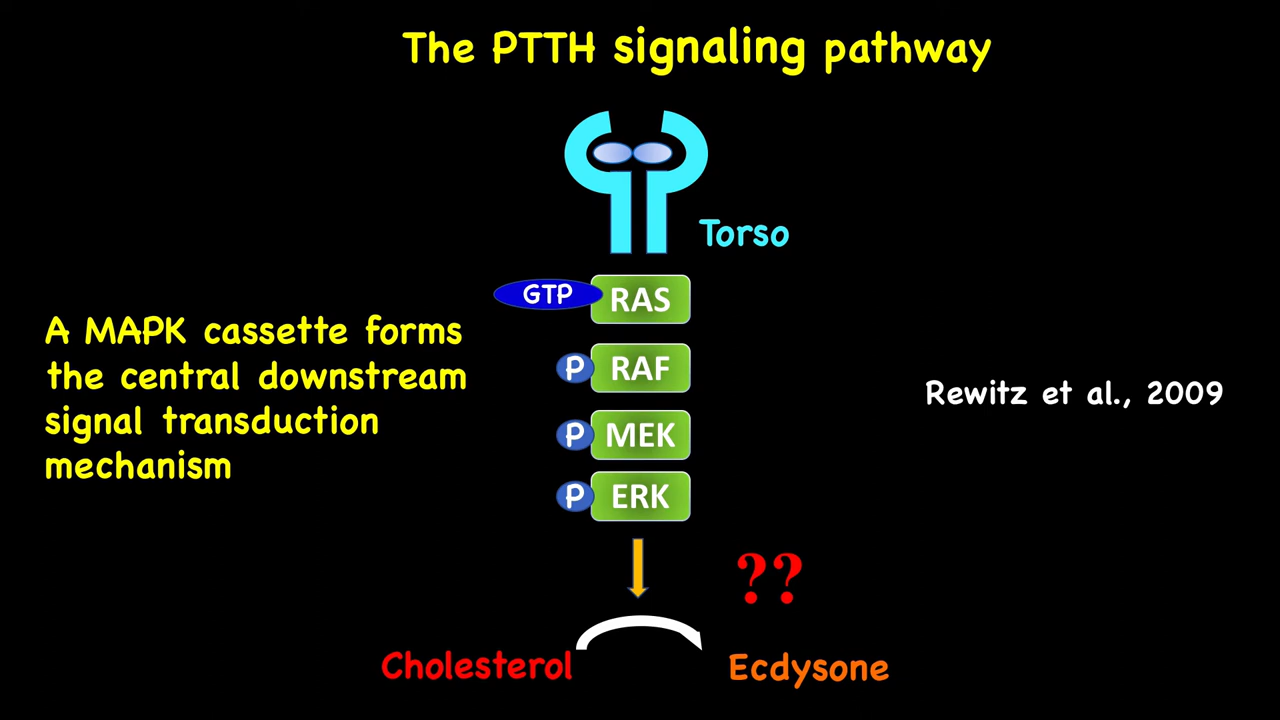 The PTTH signaling pathway
Torso
GTP
RAS
A MAPK cassette forms
the central downstream
signal transduction
mechanism
P
RAF
Rewitz et al., 2009
P
MEK
P
ERK
??
Cholesterol
Ecdysone